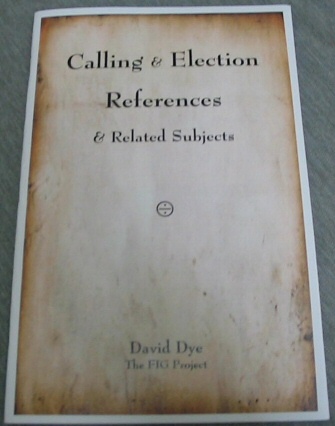 Calling & Election
References
& Related Subjects
David Dye
The FIG Project